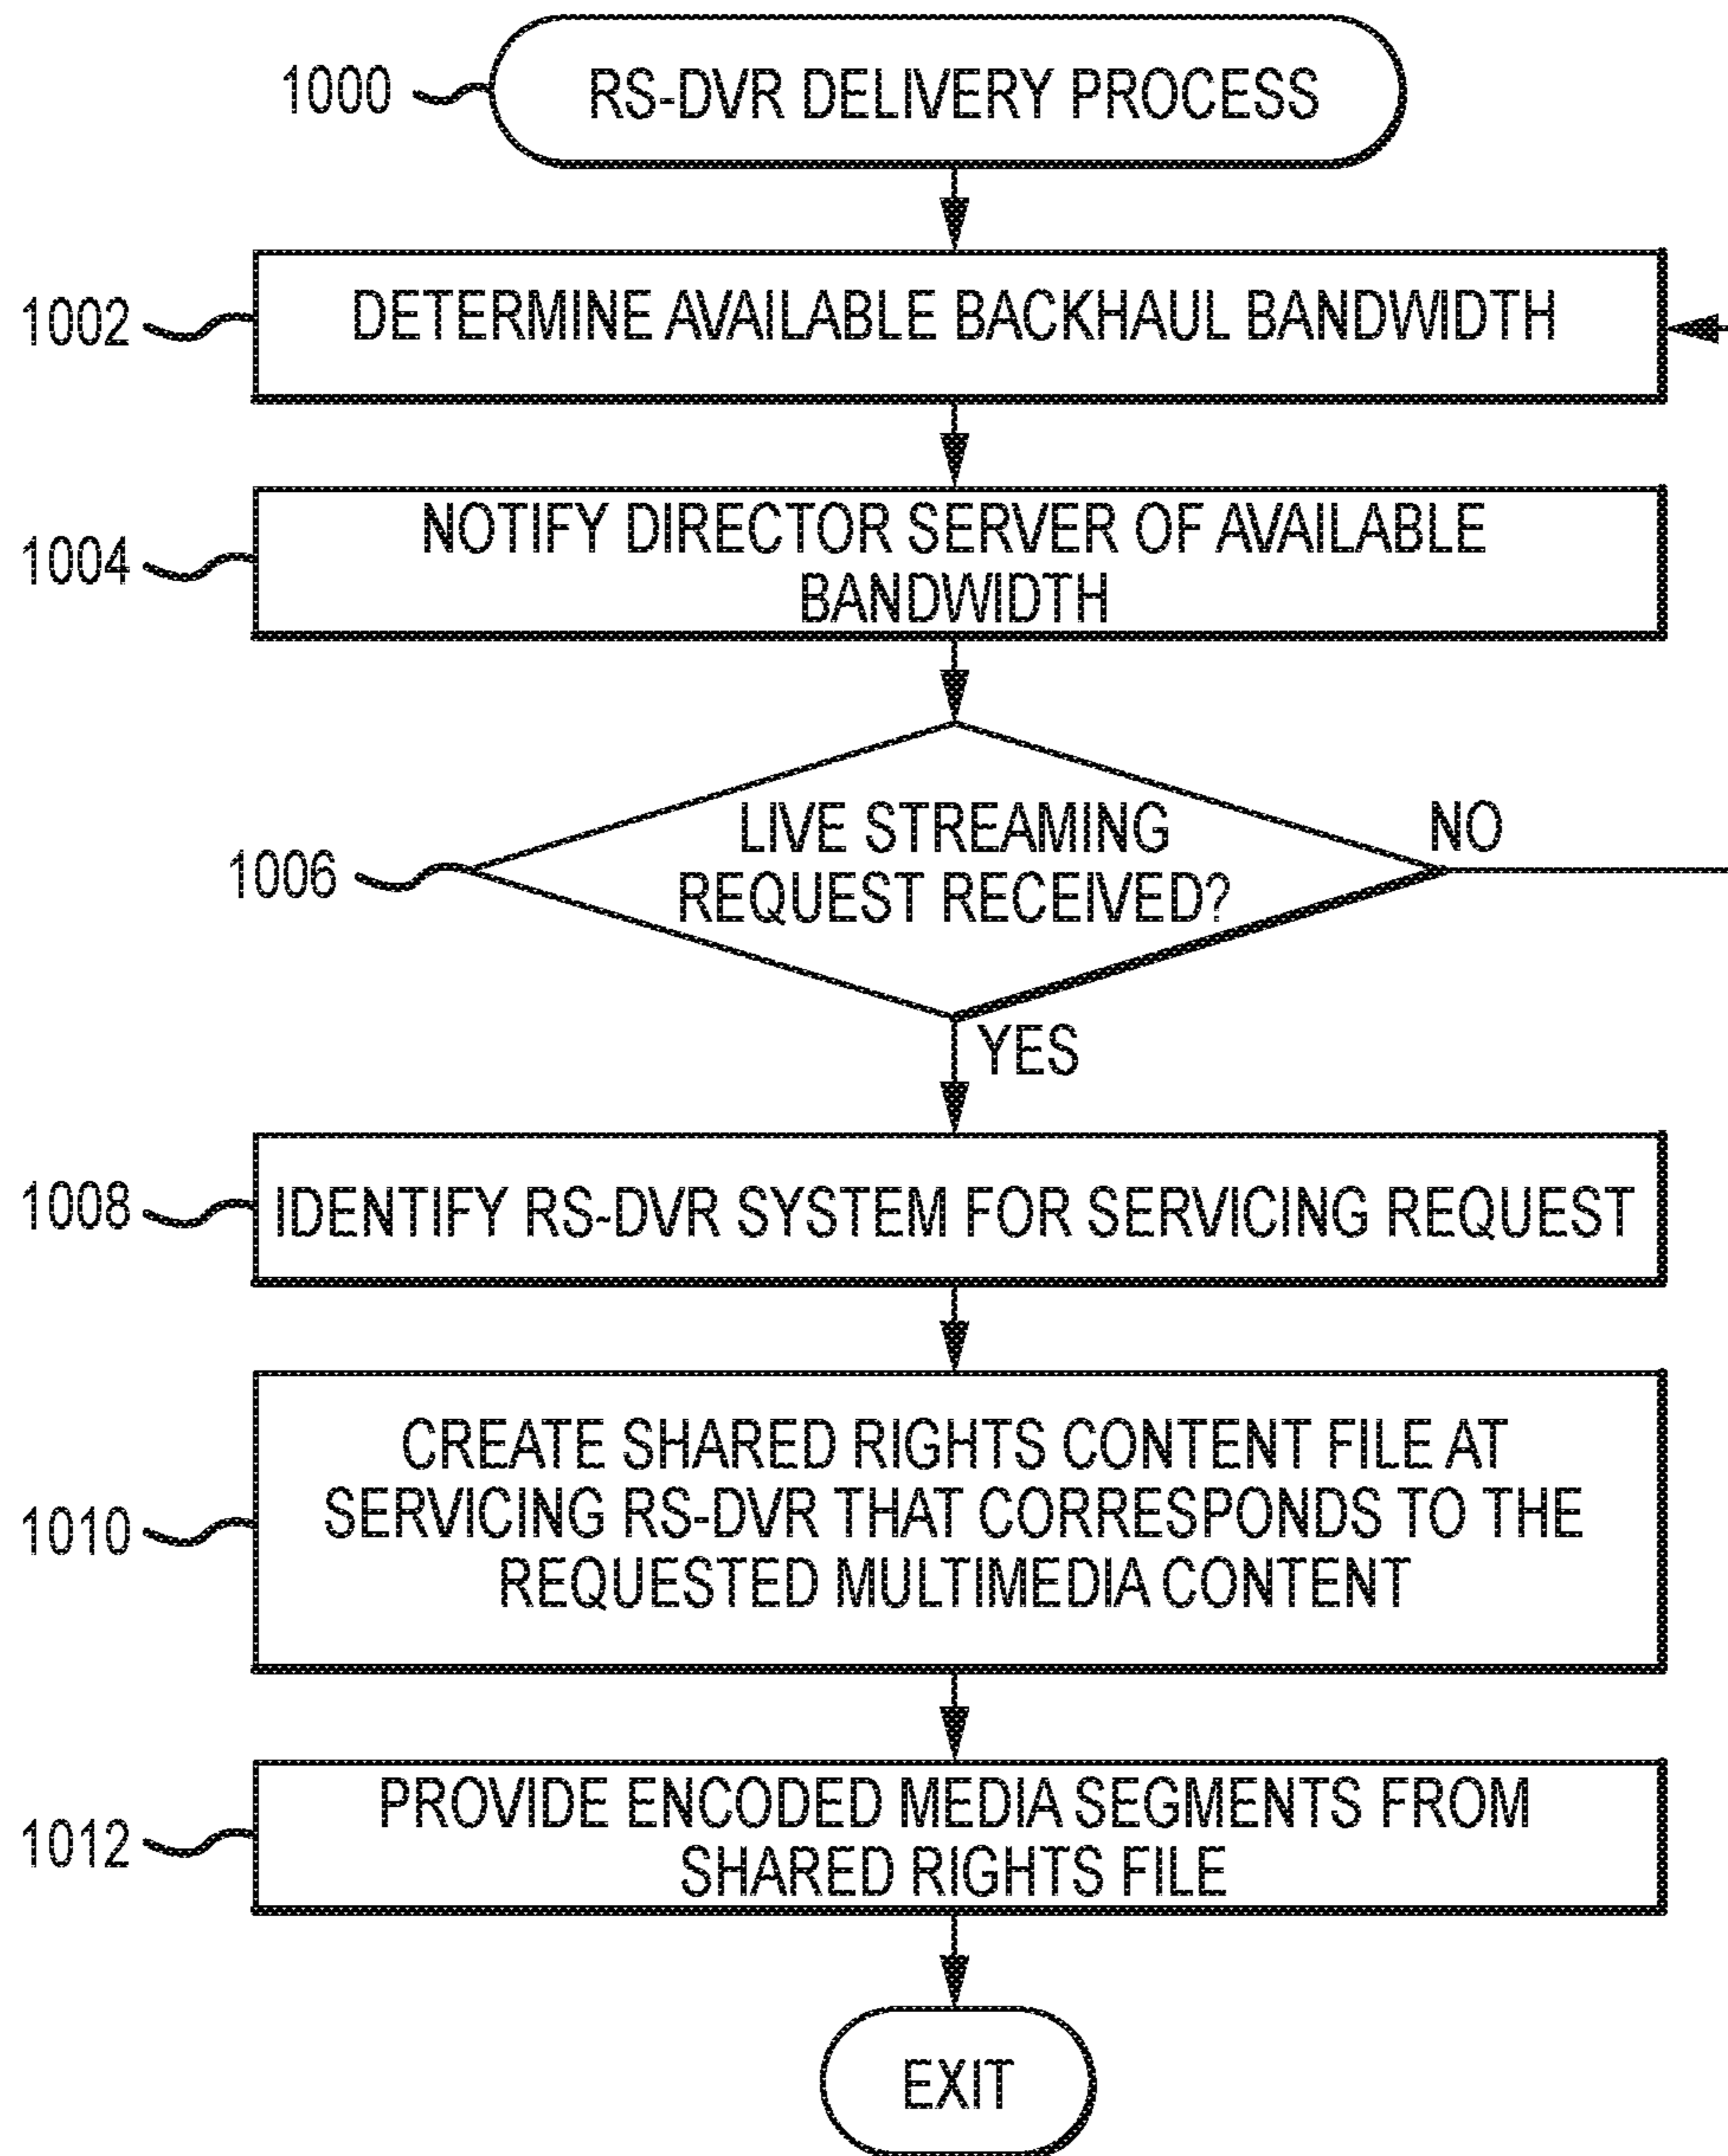 1000
RS-DVR DELIVERY PROCESS
1002
DETERMINE AVAILABLE BACKHAUL BANDWIDTH
1004
NOTIFY DIRECTOR SERVER OF AVAILABLE
BANDWIDTH
1006
LIVE STREAMING
REQUEST RECEIVED?
NO
YES
1008
IDENTIFY RS-DVR SYSTEM FOR SERVICING REQUEST
1010
CREATE SHARED RIGHTS CONTENT FILE AT
SERVICING RS-DVR THAT CORRESPONDS TO THE
REQUESTED MULTIMEDIA CONTENT
1012
PROVIDE ENCODED MEDIA SEGMENTS FROM
SHARED RIGHTS FILE
EXIT